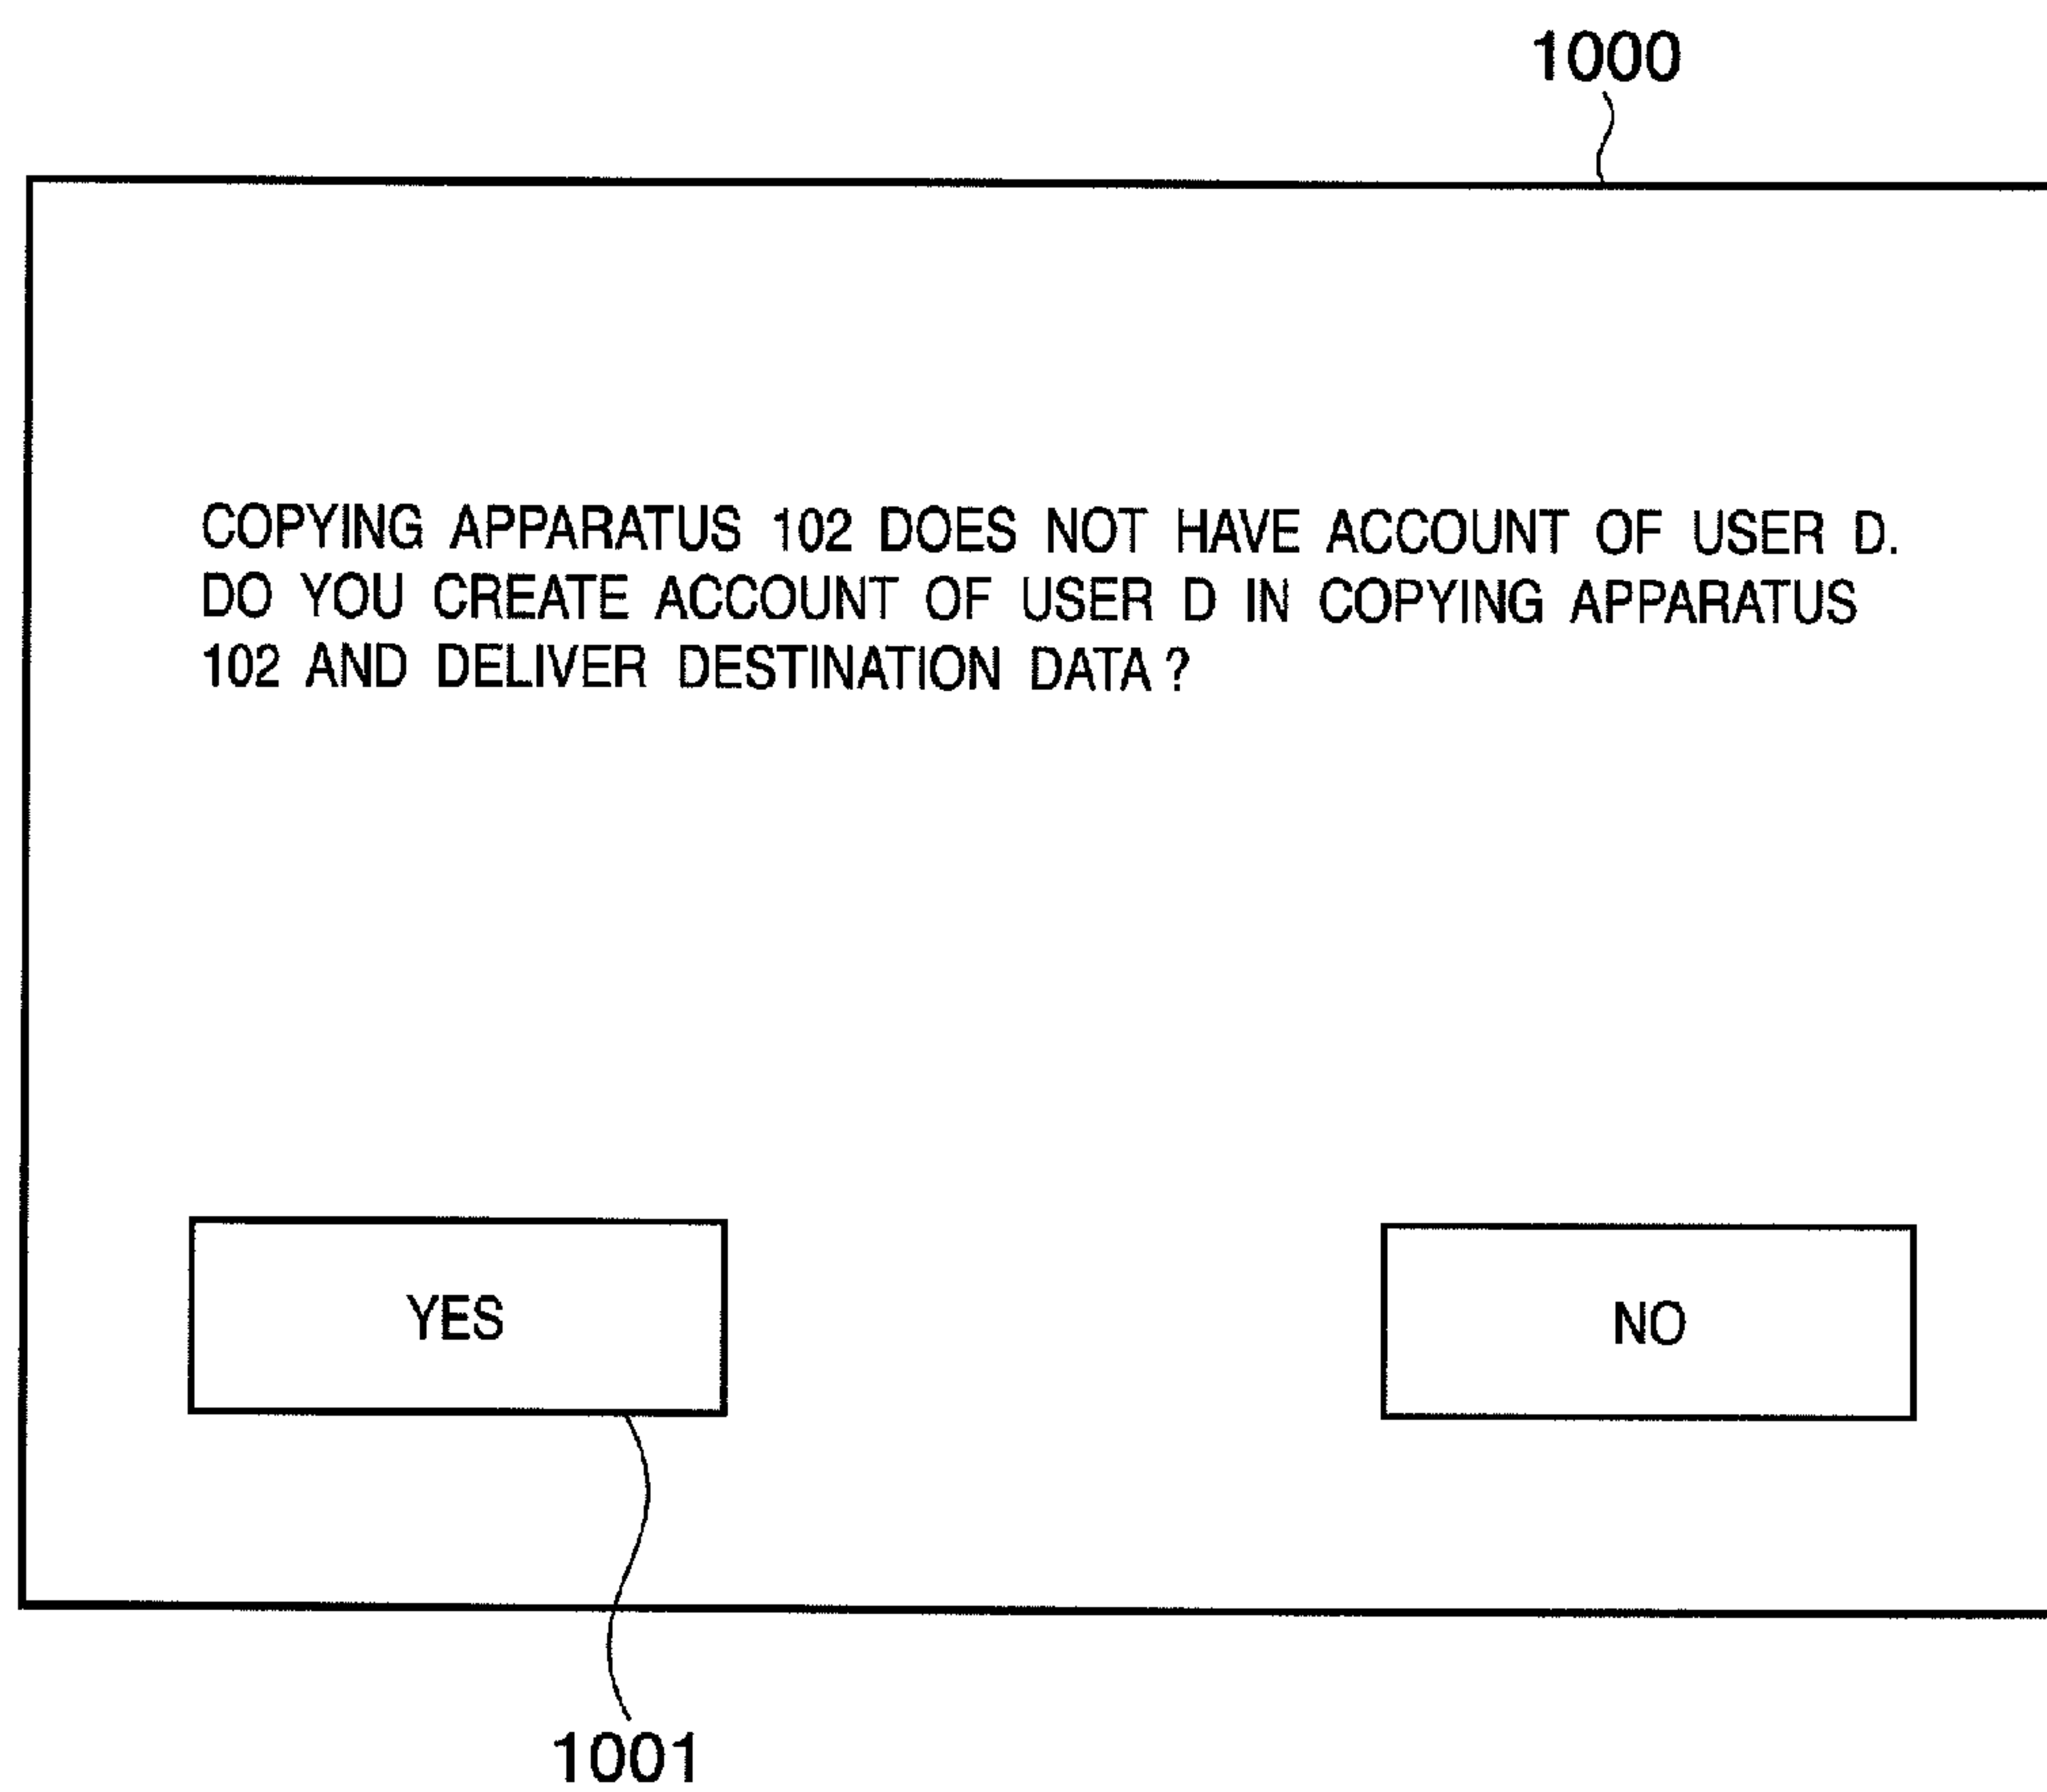 1000
COPYING APPARATUS 102 DOES NOT HAVE ACCOUNT OF USER D.
DO YOU CREATE ACCOUNT OF USER D IN COPYING APPARATUS
102 AND DELIVER DESTINATION DATA?
YES
NO
1001